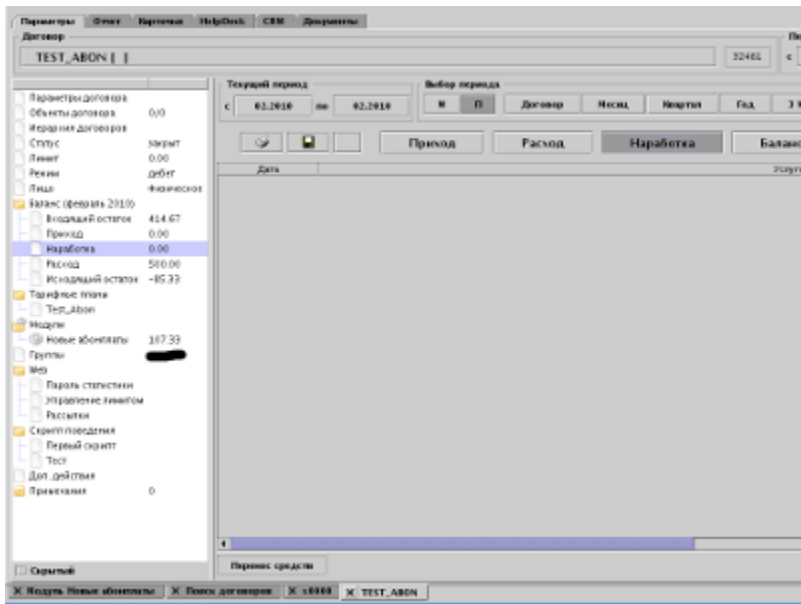 Параметры Отчет Карточки HelpDesk CRM Документы
Договор
TEST_ABON [ ] 32461 с
Параметры договора
Объекты договора 0/0
Иерархия договоров
Статус закрыт
Лимит 0.00
Режим дебет
Лицо Физическое
Баланс (февраль 2010)
Входящий остаток 414.67
Приход 0.00
Наработка 0.00
Расход 500.00
Исходящий остаток -85.33
Тарифные планы
Test_Abon
Модули
Новые абонплаты 107.33
Группы
Web
Пароль статистики
Управление лимитом
Рассылки
Скрипт поведения
Первый скрипт
Тест
Доп. действия
Примечания 0
Скрытый
Текущий период Выбор периода
с 02.2010 по 02.2010 П Договор Месяц Квартал Год
Приход Расход Наработка Баланс
Дата Услуга
Перенос средств
Модуль Новые абонплаты Поиск договоров TEST_ABON